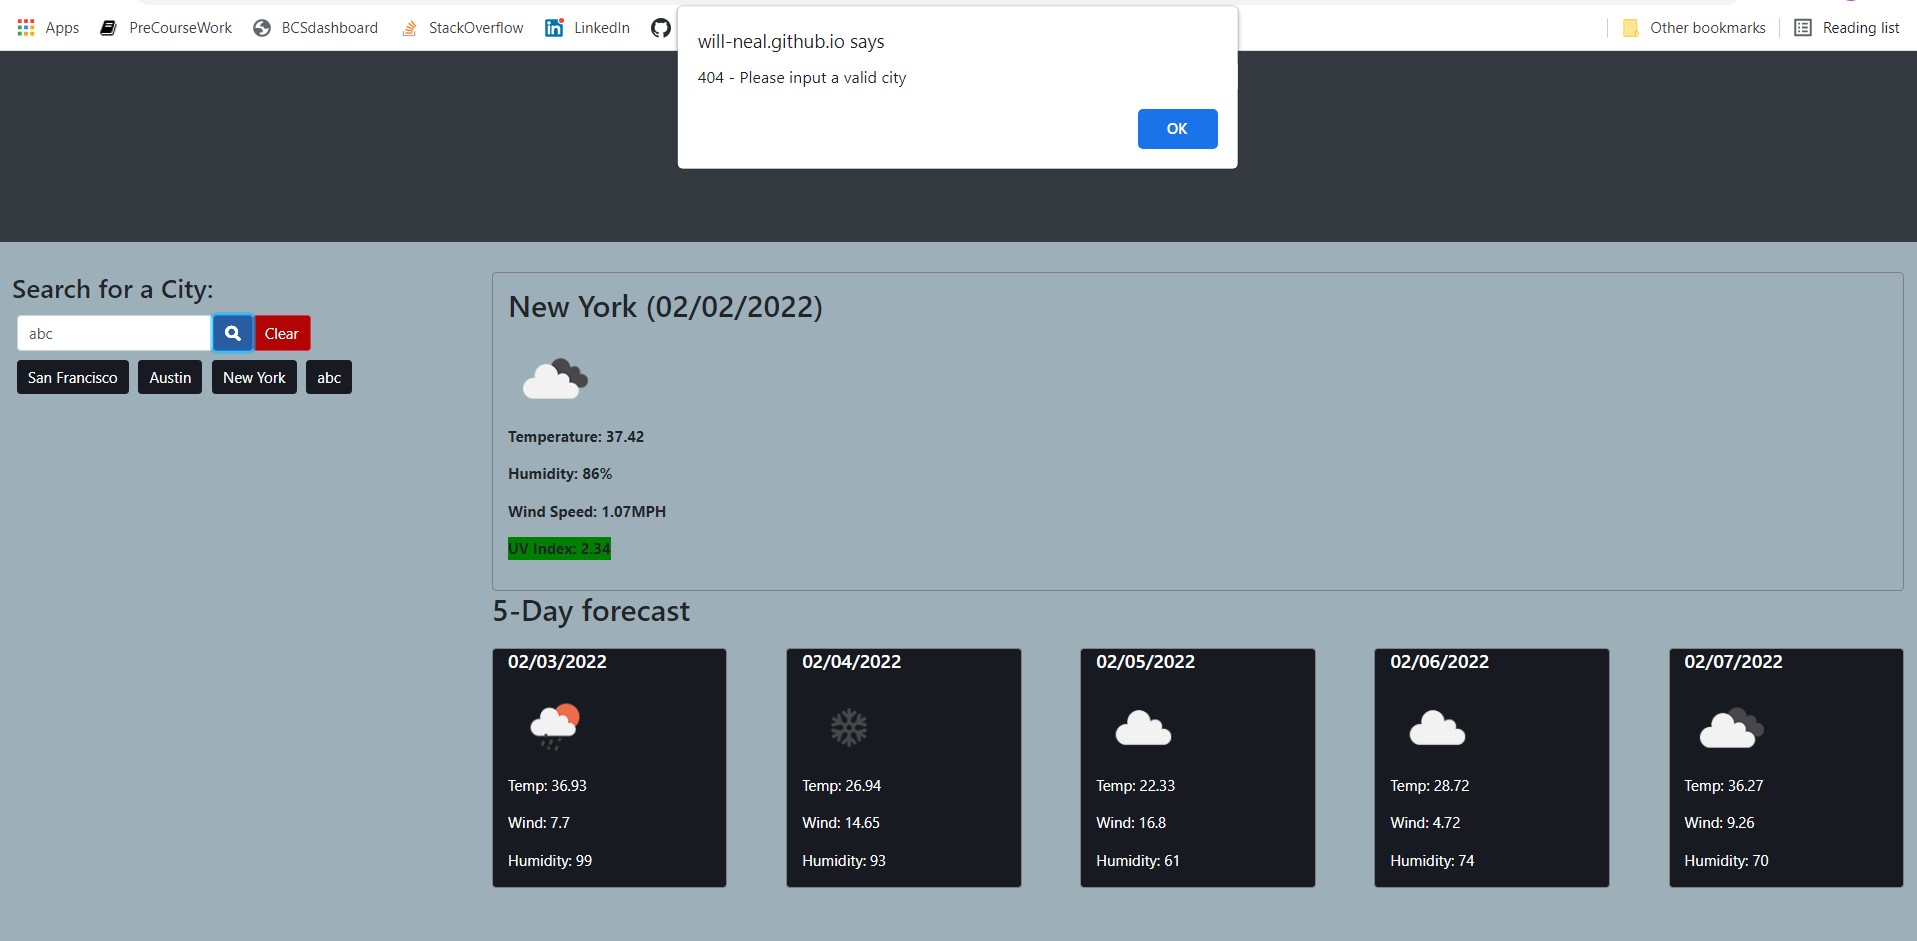 Apps PreCourseWork BCSdashboard StackOverflow LinkedIn Other bookmarks Reading list
will-neal.github.io says
404 - Please input a valid city
OK
Search for a City:
abc Clear
San Francisco Austin New York abc
New York (02/02/2022)
Temperature: 37.42
Humidity: 86%
Wind Speed: 1.07MPH
UV Index: 2.34
5-Day forecast
02/03/2022 02/04/2022 02/05/2022 02/06/2022 02/07/2022
Temp: 36.93 Temp: 26.94 Temp: 22.33 Temp: 28.72 Temp: 36.27
Wind: 7.7 Wind: 14.65 Wind: 16.8 Wind: 4.72 Wind: 9.26
Humidity: 99 Humidity: 93 Humidity: 61 Humidity: 74 Humidity: 70